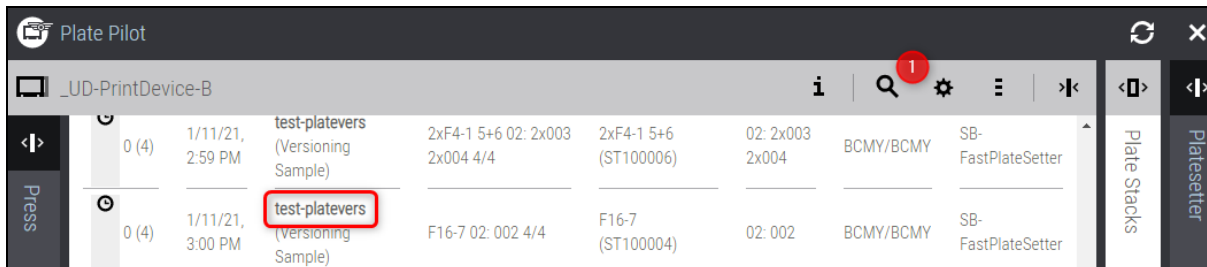 Plate Pilot
_UD-PrintDevice-B
1
Press
0 (4)
1/11/21,
2:59 PM
test-platevers
(Versioning
Sample)
2xF4-1 5+6 02: 2x003
2x004 4/4
2xF4-1 5+6
(ST100006)
02: 2x003
2x004
BCMY/BCMY
SB-
FastPlateSetter
0 (4)
1/11/21,
3:00 PM
test-platevers
(Versioning
Sample)
F16-7 02: 002 4/4
F16-7
(ST100004)
02: 002
BCMY/BCMY
SB-
FastPlateSetter
Plate Stacks
Platesetter